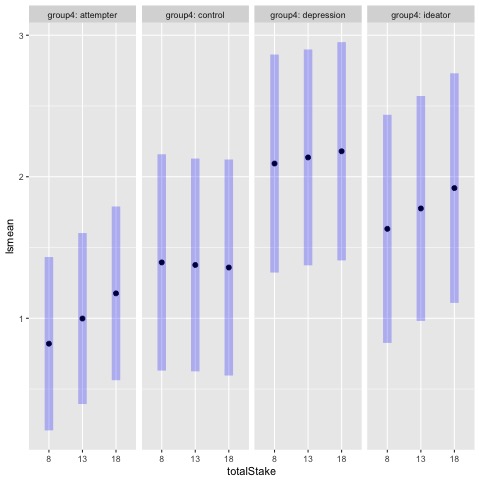 group4: attempter group4: control group4: depression group4: ideator
3
2
1
lsmean
8 13 18 8 13 18 8 13 18 8 13 18
totalStake